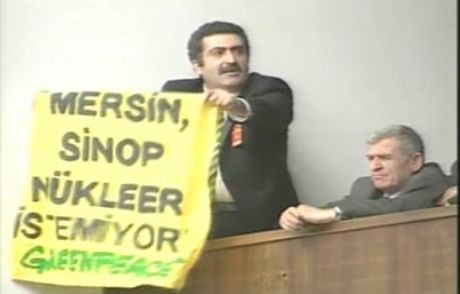 MERSİN,
SİNOP
NÜKLEER
İSTEMİYOR
GREENPEACE